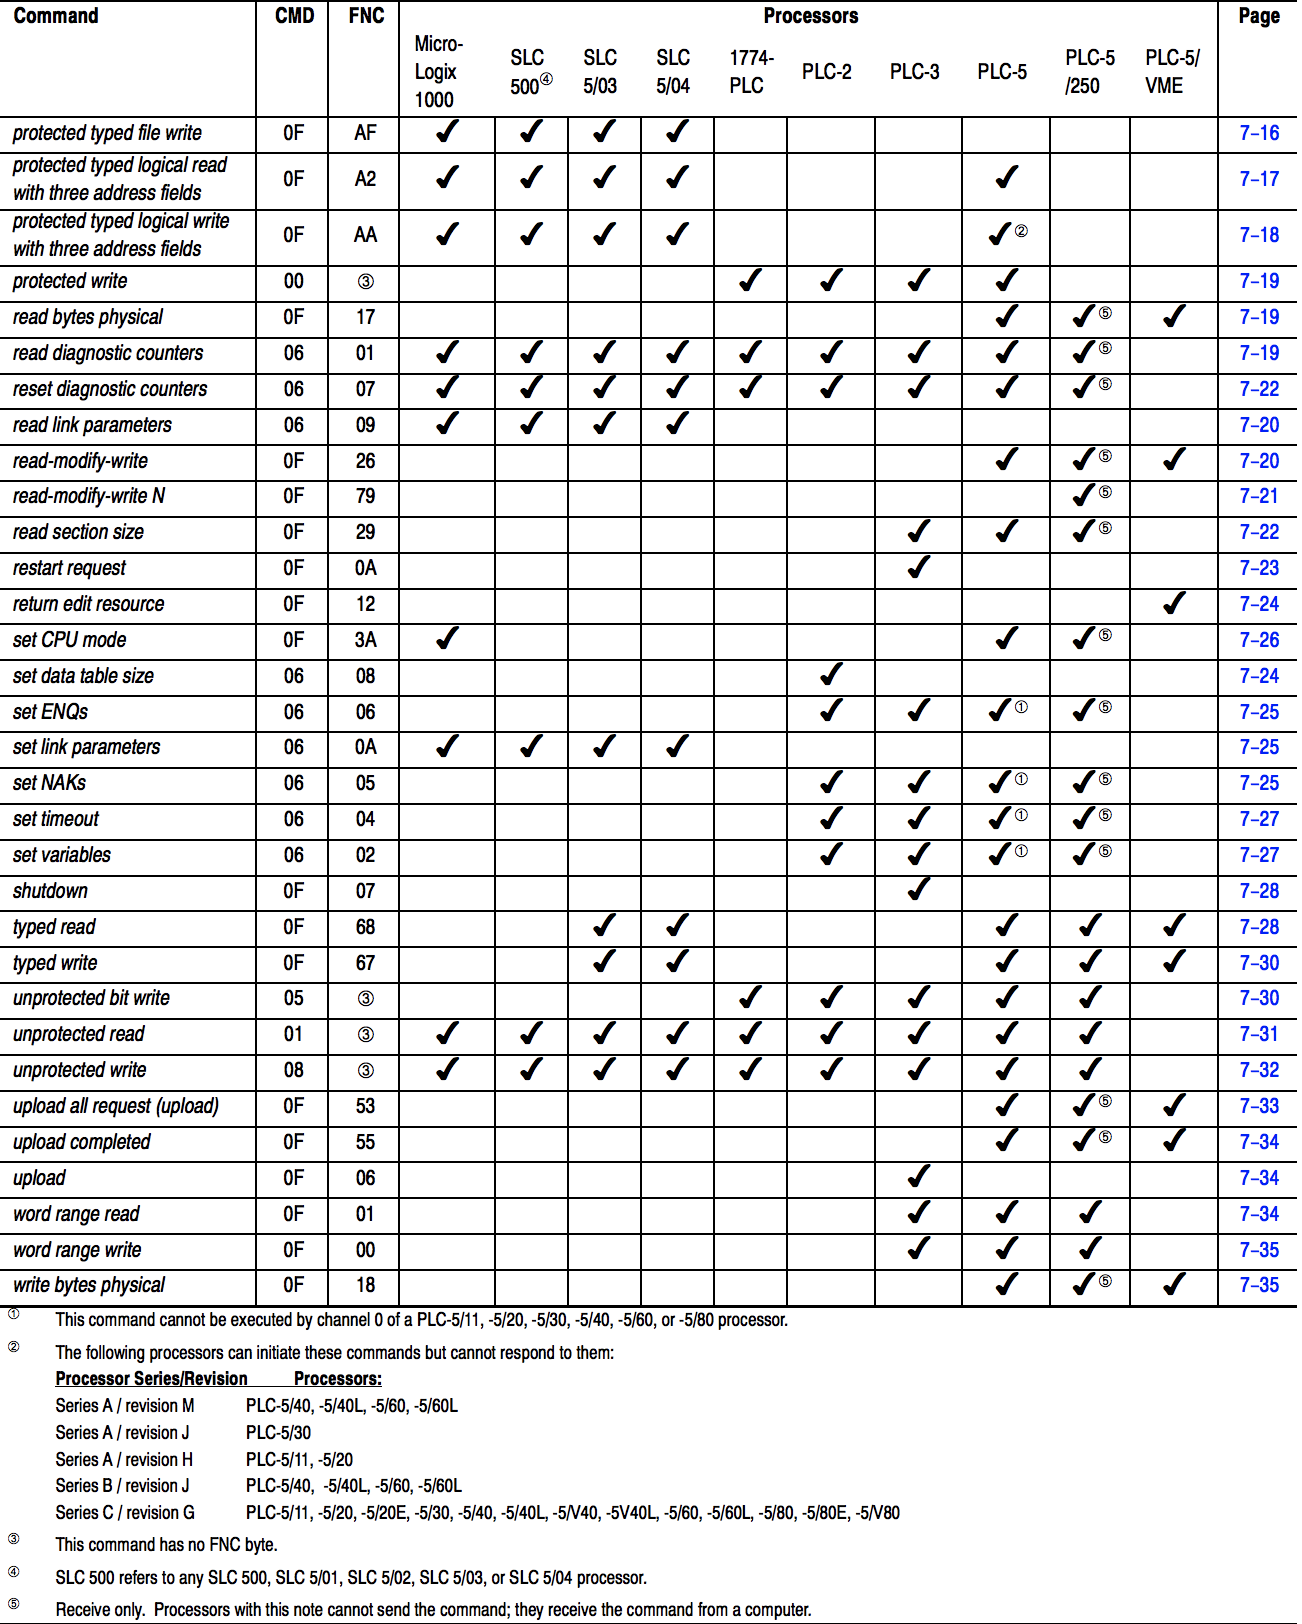 Command CMD FNC Processors Page
Micro-Logix 1000 SLC 500④ SLC 5/03 SLC 5/04 1774-PLC PLC-2 PLC-3 PLC-5 PLC-5/250 PLC-5/VME
protected typed file write 0F AF ✔ ✔ ✔ ✔ 7–16
protected typed logical read
with three address fields 0F A2 ✔ ✔ ✔ ✔ ✔ 7–17
protected typed logical write
with three address fields 0F AA ✔ ✔ ✔ ✔ ✔② 7–18
protected write 00 ③ ✔ ✔ ✔ ✔ 7–19
read bytes physical 0F 17 ✔ ✔⑤ ✔ 7–19
read diagnostic counters 06 01 ✔ ✔ ✔ ✔ ✔ ✔ ✔ ✔ ✔⑤ 7–19
reset diagnostic counters 06 07 ✔ ✔ ✔ ✔ ✔ ✔ ✔ ✔ ✔⑤ 7–22
read link parameters 06 09 ✔ ✔ ✔ ✔ 7–20
read-modify-write 0F 26 ✔ ✔⑤ ✔ 7–20
read-modify-write N 0F 79 ✔⑤ 7–21
read section size 0F 29 ✔ ✔ ✔⑤ 7–22
restart request 0F 0A ✔ 7–23
return edit resource 0F 12 ✔ 7–24
set CPU mode 0F 3A ✔ ✔ ✔⑤ 7–26
set data table size 06 08 ✔ 7–24
set ENQs 06 06 ✔ ✔ ✔① ✔⑤ 7–25
set link parameters 06 0A ✔ ✔ ✔ ✔ 7–25
set NAKs 06 05 ✔ ✔ ✔① ✔⑤ 7–25
set timeout 06 04 ✔ ✔ ✔① ✔⑤ 7–27
set variables 06 02 ✔ ✔ ✔① ✔⑤ 7–27
shutdown 0F 07 ✔ 7–28
typed read 0F 68 ✔ ✔ ✔ ✔ ✔ 7–28
typed write 0F 67 ✔ ✔ ✔ ✔ ✔ 7–30
unprotected bit write 05 ③ ✔ ✔ ✔ ✔ ✔ 7–30
unprotected read 01 ③ ✔ ✔ ✔ ✔ ✔ ✔ ✔ ✔ ✔ 7–31
unprotected write 08 ③ ✔ ✔ ✔ ✔ ✔ ✔ ✔ ✔ ✔ 7–32
upload all request (upload) 0F 53 ✔ ✔⑤ ✔ 7–33
upload completed 0F 55 ✔ ✔⑤ ✔ 7–34
upload 0F 06 ✔ 7–34
word range read 0F 01 ✔ ✔ ✔ 7–34
word range write 0F 00 ✔ ✔ ✔ 7–35
write bytes physical 0F 18 ✔ ✔⑤ ✔ 7–35
① This command cannot be executed by channel 0 of a PLC-5/11, -5/20, -5/30, -5/40, -5/60, or -5/80 processor.
② The following processors can initiate these commands but cannot respond to them:
Processor Series/Revision Processors:
Series A / revision M PLC-5/40, -5/40L, -5/60, -5/60L
Series A / revision J PLC-5/30
Series A / revision H PLC-5/11, -5/20
Series B / revision J PLC-5/40, -5/40L, -5/60, -5/60L
Series C / revision G PLC-5/11, -5/20, -5/20E, -5/30, -5/40, -5/40L, -5/V40, -5V40L, -5/60, -5/60L, -5/80, -5/80E, -5/V80
③ This command has no FNC byte.
④ SLC 500 refers to any SLC 500, SLC 5/01, SLC 5/02, SLC 5/03, or SLC 5/04 processor.
⑤ Receive only. Processors with this note cannot send the command; they receive the command from a computer.